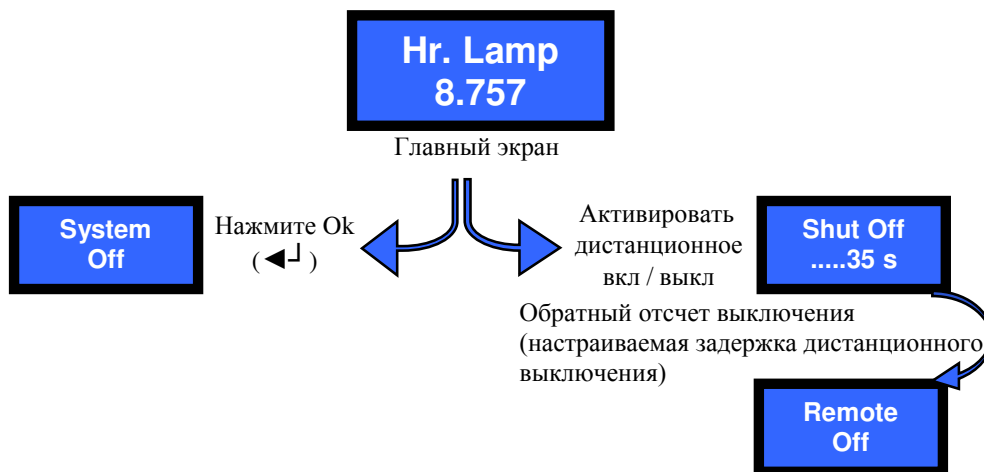 Hr. Lamp
8.757
Главный экран
System
Off
Нажмите Ok
(◄┘)
Активировать
дистанционное
вкл / выкл
Shut Off
.....35 s
Обратный отсчет выключения
(настраиваемая задержка дистанционного
выключения)
Remote
Off